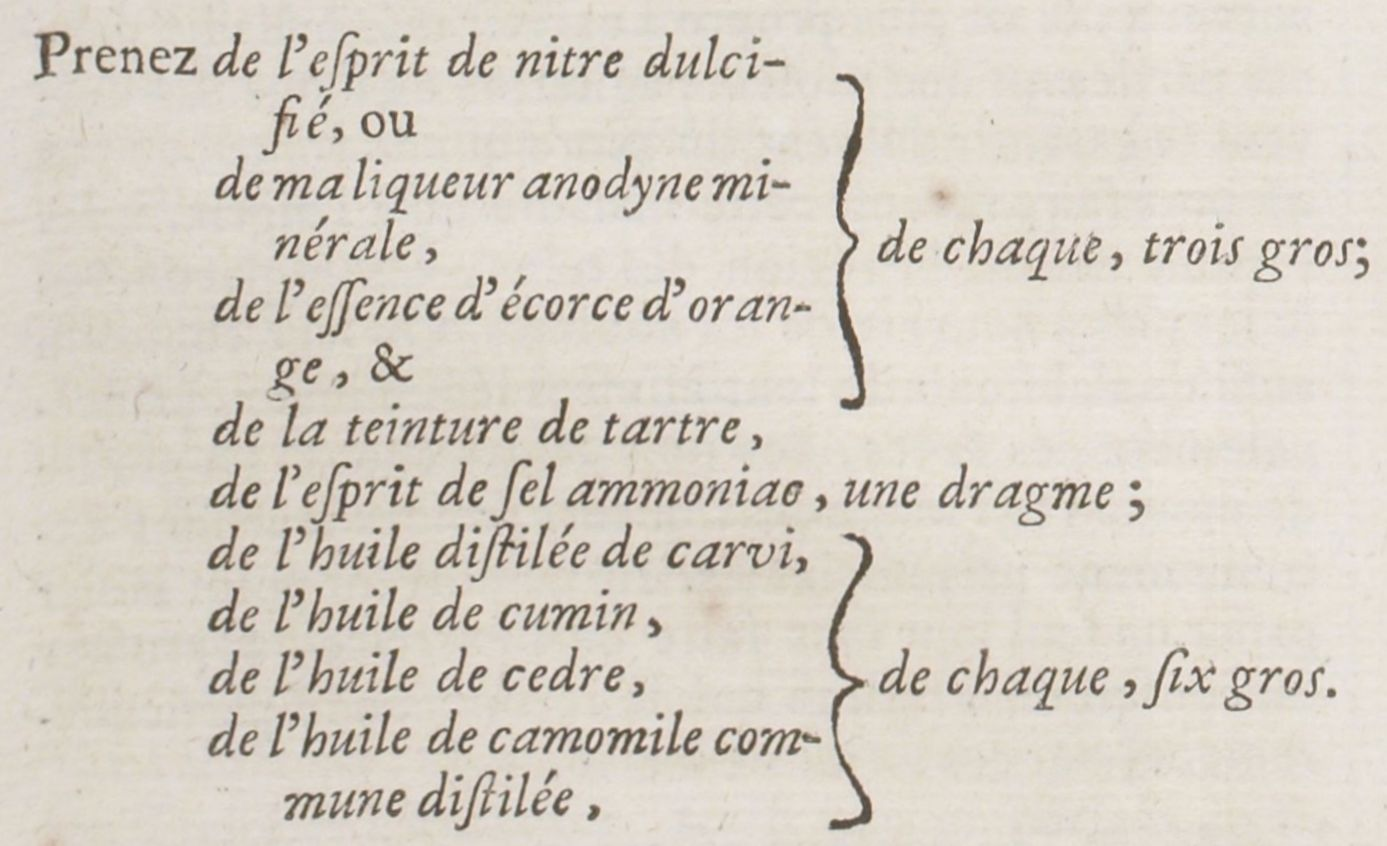 Prenez de l'eſprit de nitre dulci-
fié, ou
de ma liqueur anodyne mi-
nérale,
de chaque, trois gros;
de l'eſſence d'écorce d'oran-
ge, &
de la teinture de tartre,
de l'eſprit de ſel ammoniac, une dragme;
de l'huile diſtilée de carvi,
de l'huile de cumin,
de l'huile de cedre,
de chaque, ſix gros.
de l'huile de camomile com-
mune diſtilée,